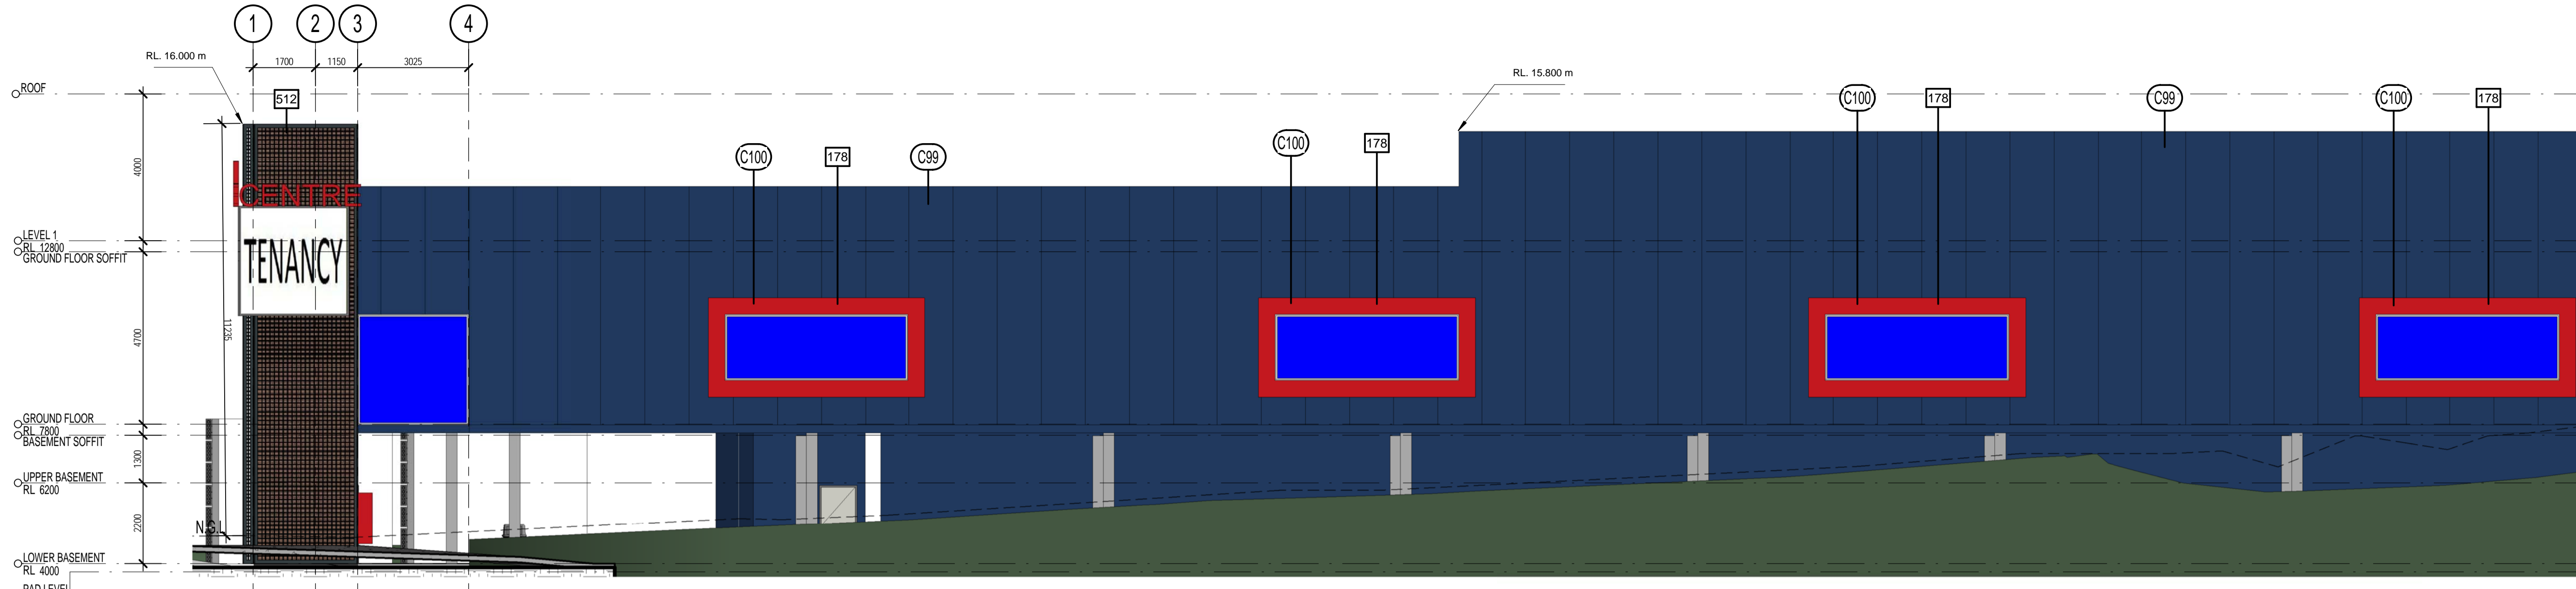 1 2 3 4
RL. 16.000 m
1700 1150 3025
RL. 15.800 m
ROOF
512
C100 178 C99
C100 178
C100 178 C99
C100 178
4000
CENTRE
LEVEL 1
RL 12800
GROUND FLOOR SOFFIT
TENANCY
11235
4700
GROUND FLOOR
RL 7800
BASEMENT SOFFIT
1300
UPPER BASEMENT
RL 6200
2200
N.G.L
LOWER BASEMENT
RL 4000
PAD LEVEL